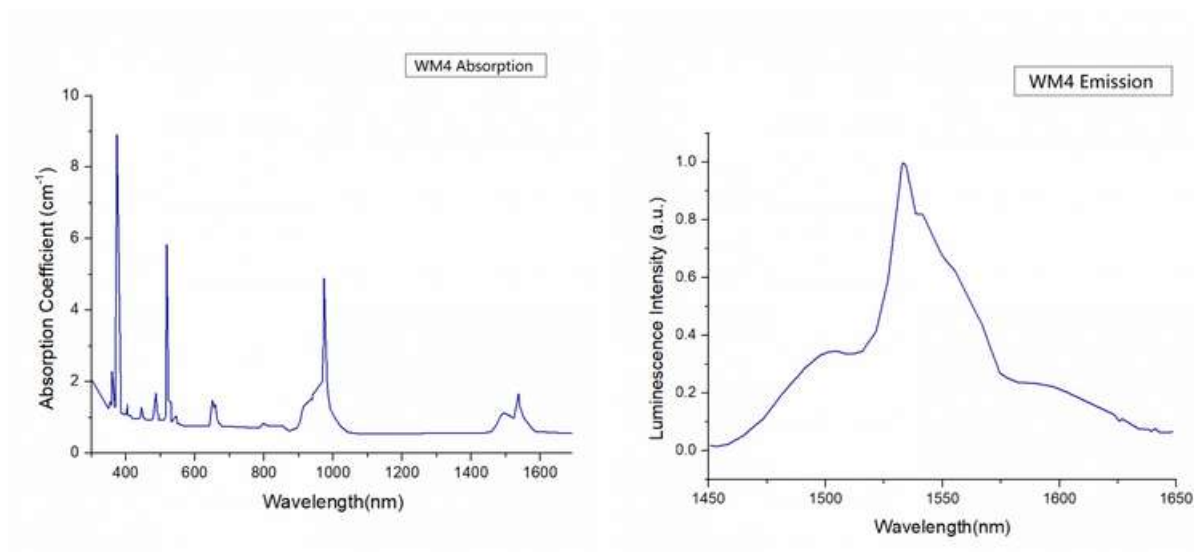 WM4 Absorption
10
8
6
4
2
0
Absorption Coefficient (cm⁻¹)
400 600 800 1000 1200 1400 1600
Wavelength(nm)
WM4 Emission
1.0
0.8
0.6
0.4
0.2
0.0
Luminescence Intensity (a.u.)
1450 1500 1550 1600 1650
Wavelength(nm)